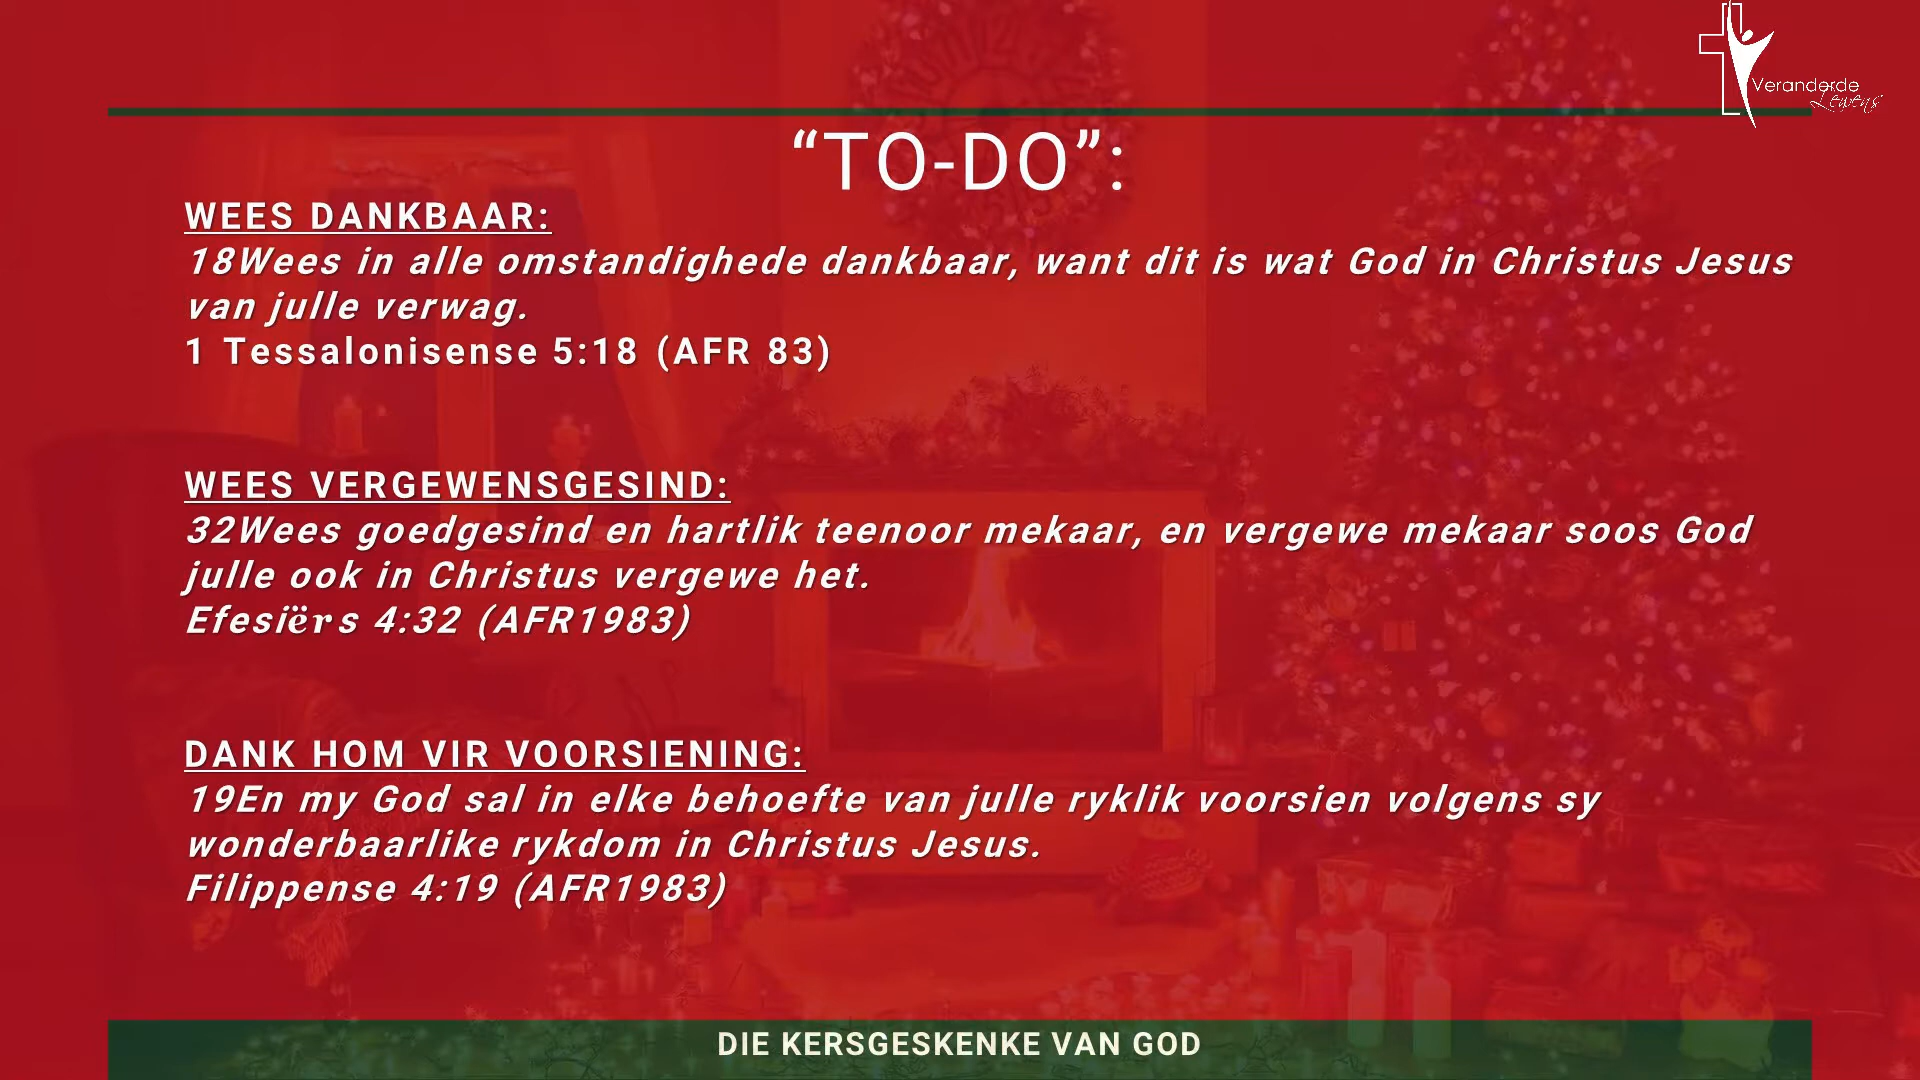 Veranderde
Lewens
“TO-DO”:
WEES DANKBAAR:
18Wees in alle omstandighede dankbaar, want dit is wat God in Christus Jesus
van julle verwag.
1 Tessalonisense 5:18 (AFR 83)
WEES VERGEWENSGESIND:
32Wees goedgesind en hartlik teenoor mekaar, en vergewe mekaar soos God
julle ook in Christus vergewe het.
Efesiërs 4:32 (AFR1983)
DANK HOM VIR VOORSIENING:
19En my God sal in elke behoefte van julle ryklik voorsien volgens sy
wonderbaarlike rykdom in Christus Jesus.
Filippense 4:19 (AFR1983)
DIE KERSGESKENKE VAN GOD